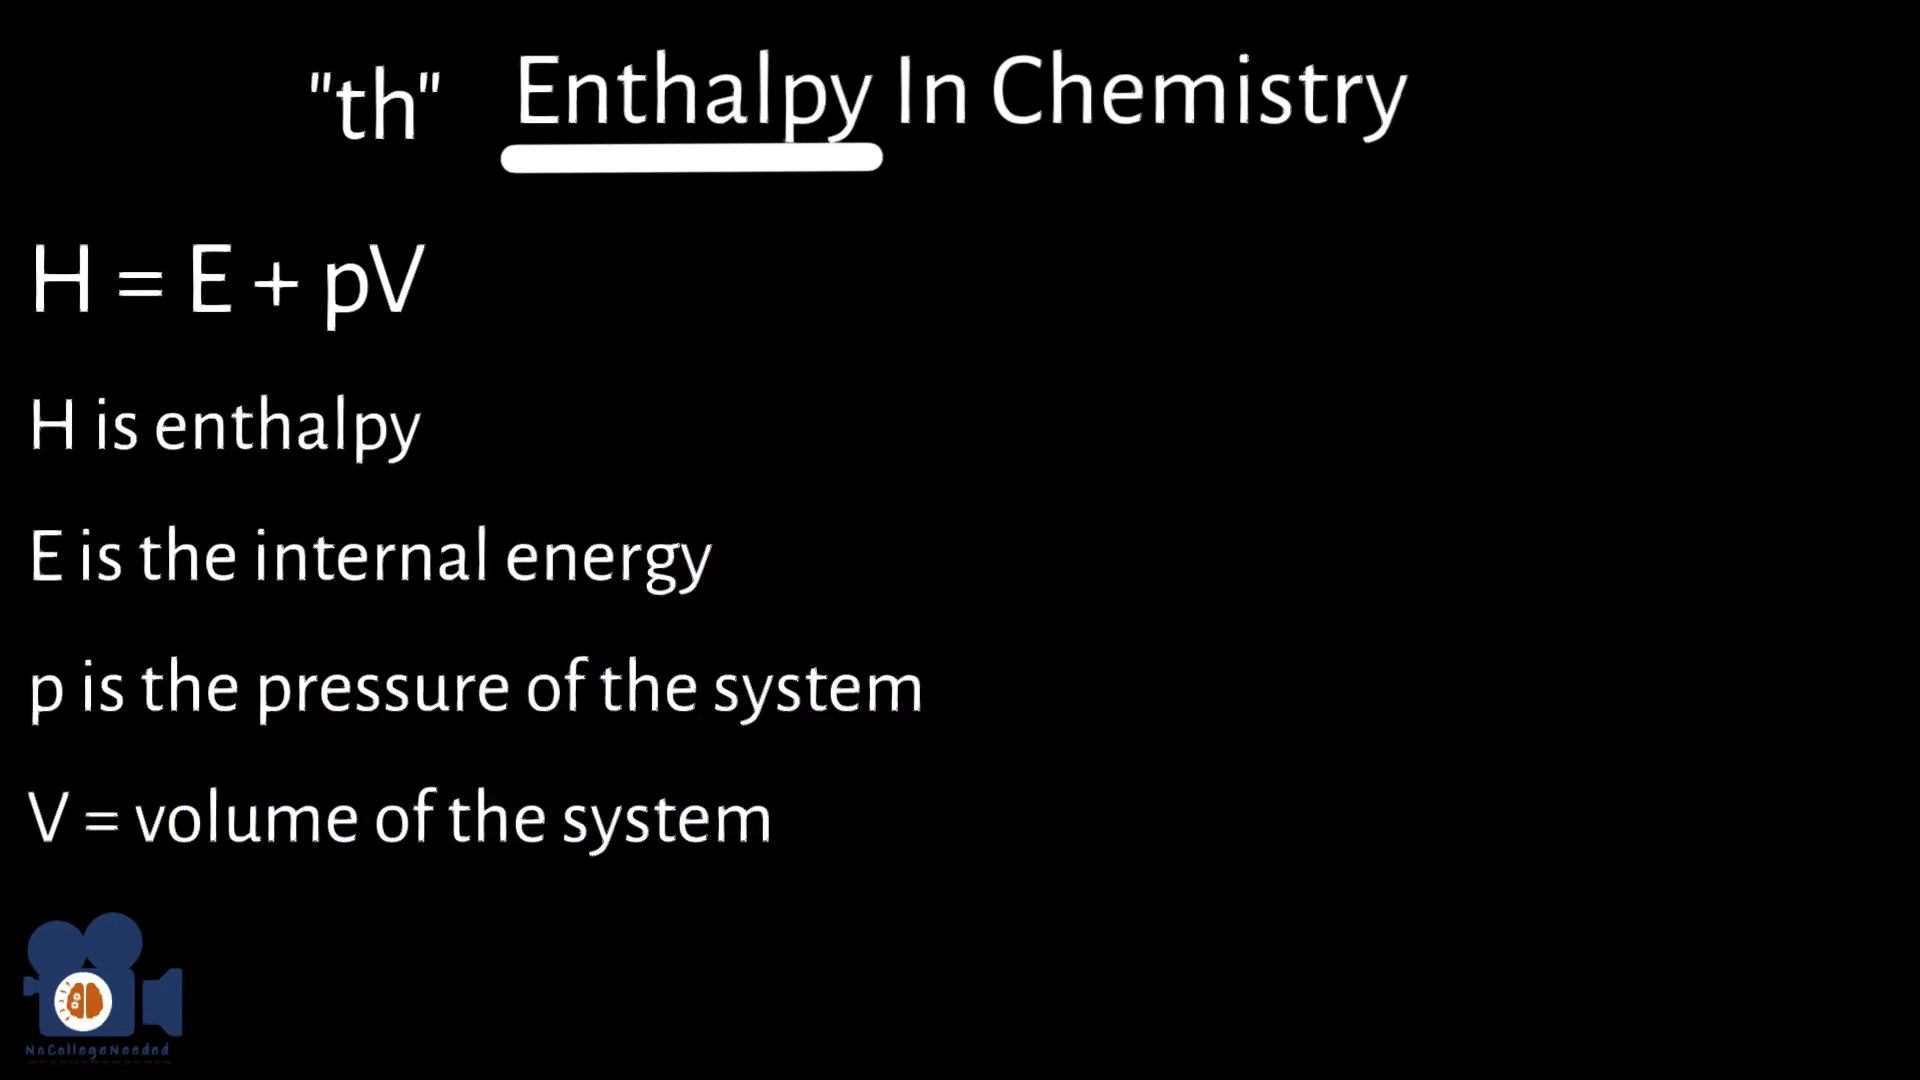 "th" Enthalpy In Chemistry
H = E + pV
H is enthalpy
E is the internal energy
p is the pressure of the system
V = volume of the system
NoCollegeNeeded